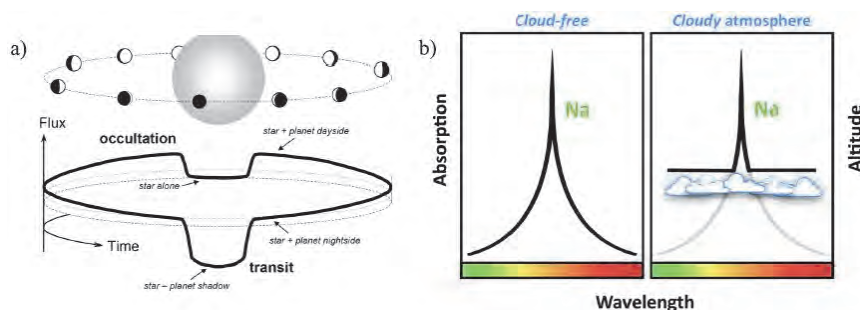 a)
Flux
occultation
star + planet dayside
star alone
Time
star + planet nightside
transit
star – planet shadow
b)
Cloud-free
Cloudy atmosphere
Absorption
Na
Na
Altitude
Wavelength